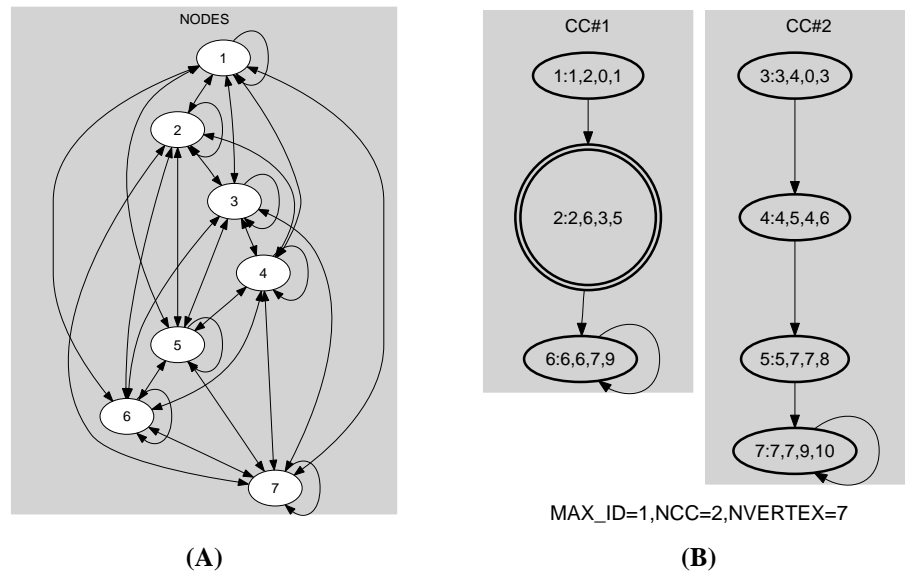 NODES
1
2
3
4
5
6
7
(A)
CC#1
1:1,2,0,1
2:2,6,3,5
6:6,6,7,9
CC#2
3:3,4,0,3
4:4,5,4,6
5:5,7,7,8
7:7,7,9,10
MAX_ID=1,NCC=2,NVERTEX=7
(B)